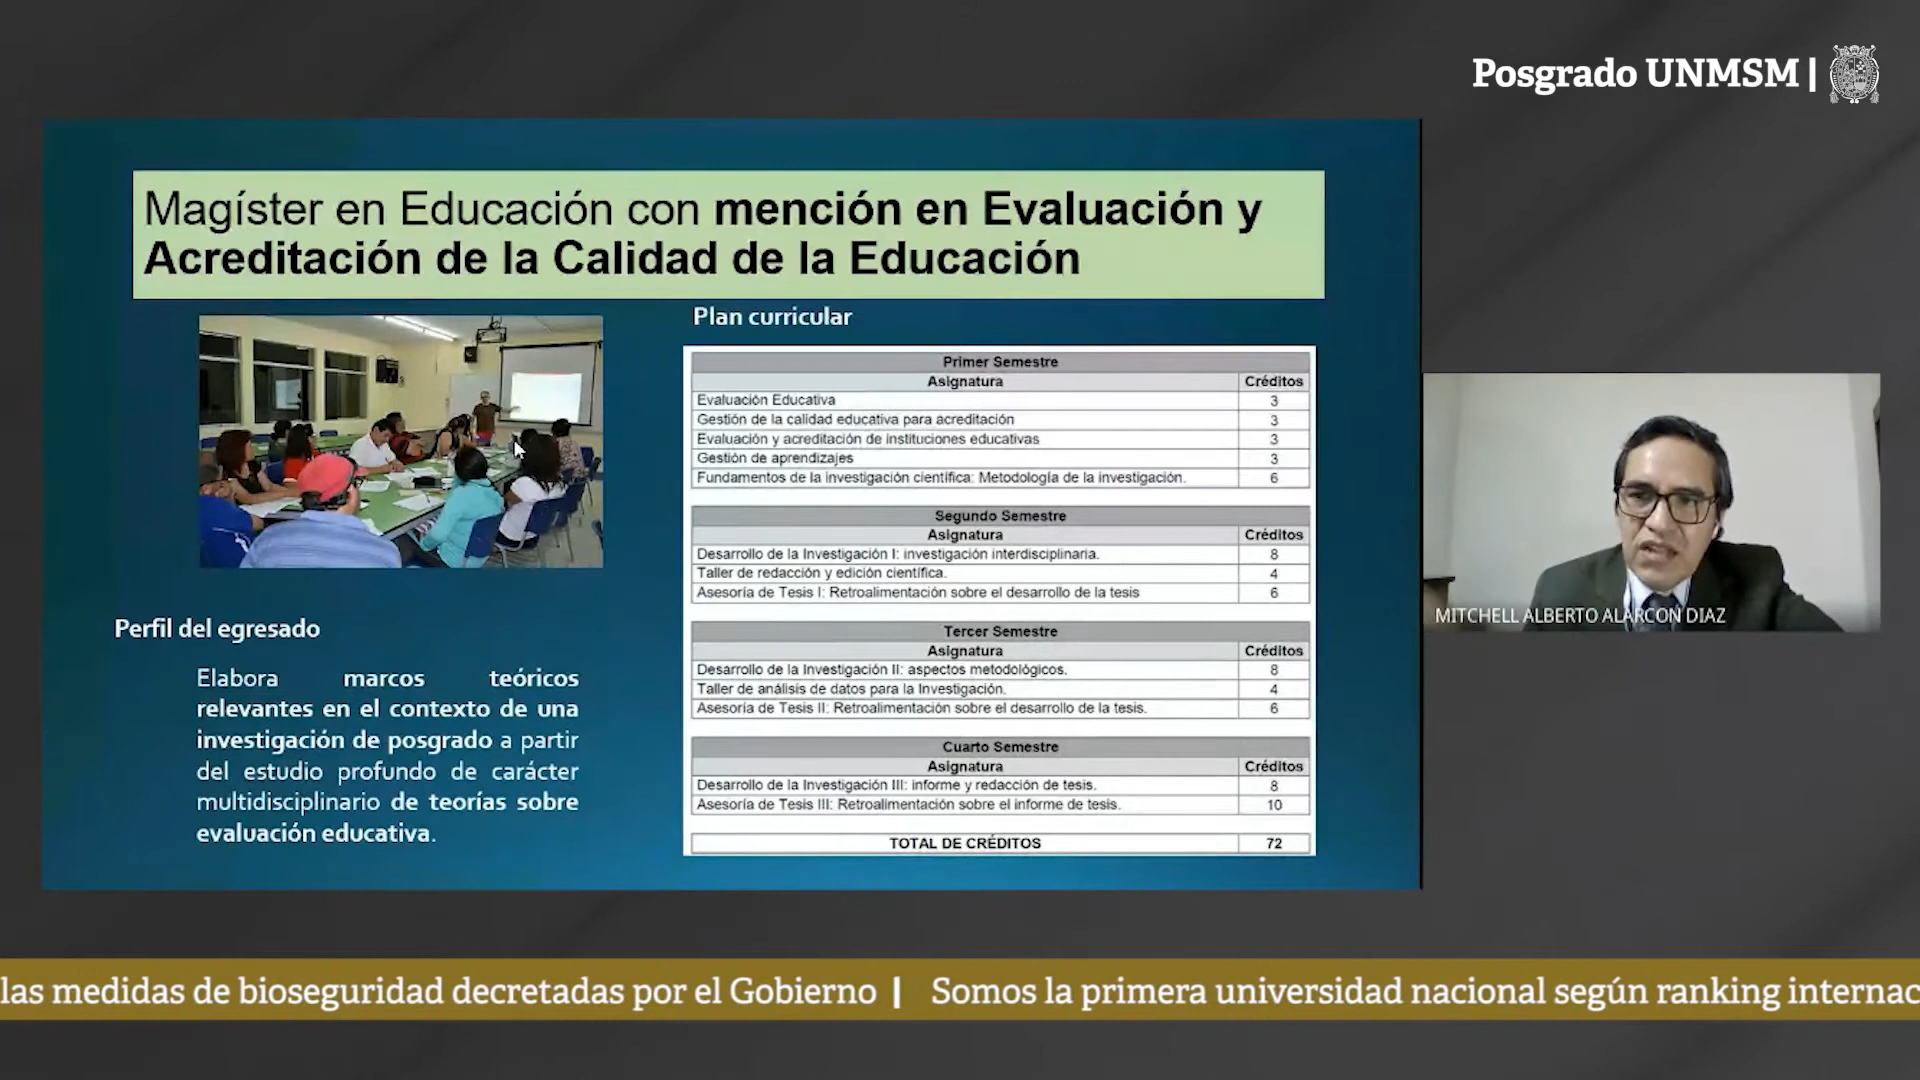 Posgrado UNMSM |
Magíster en Educación con mención en Evaluación y
Acreditación de la Calidad de la Educación
Plan curricular
Primer Semestre
Asignatura Créditos
Evaluación Educativa 3
Gestión de la calidad educativa para acreditación 3
Evaluación y acreditación de instituciones educativas 3
Gestión de aprendizajes 3
Fundamentos de la investigación científica: Metodología de la investigación. 6
Segundo Semestre
Asignatura Créditos
Desarrollo de la Investigación I: investigación interdisciplinaria. 8
Taller de redacción y edición científica. 4
Asesoría de Tesis I: Retroalimentación sobre el desarrollo de la tesis 6
Tercer Semestre
Asignatura Créditos
Desarrollo de la Investigación II: aspectos metodológicos. 8
Taller de análisis de datos para la Investigación. 4
Asesoría de Tesis II: Retroalimentación sobre el desarrollo de la tesis. 6
Cuarto Semestre
Asignatura Créditos
Desarrollo de la Investigación III: informe y redacción de tesis. 8
Asesoría de Tesis III: Retroalimentación sobre el informe de tesis. 10
TOTAL DE CRÉDITOS 72
Perfil del egresado
Elabora marcos teóricos
relevantes en el contexto de una
investigación de posgrado a partir
del estudio profundo de carácter
multidisciplinario de teorías sobre
evaluación educativa.
MITCHELL ALBERTO ALARCON DIAZ
las medidas de bioseguridad decretadas por el Gobierno | Somos la primera universidad nacional según ranking internac